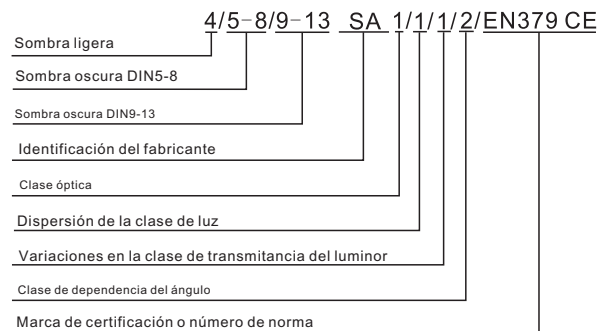 4/5-8/9-13 SA 1/1/1/2/EN379 CE
Sombra ligera
Sombra oscura DIN5-8
Sombra oscura DIN9-13
Identificación del fabricante
Clase óptica
Dispersión de la clase de luz
Variaciones en la clase de transmitancia del luminor
Clase de dependencia del ángulo
Marca de certificación o número de norma